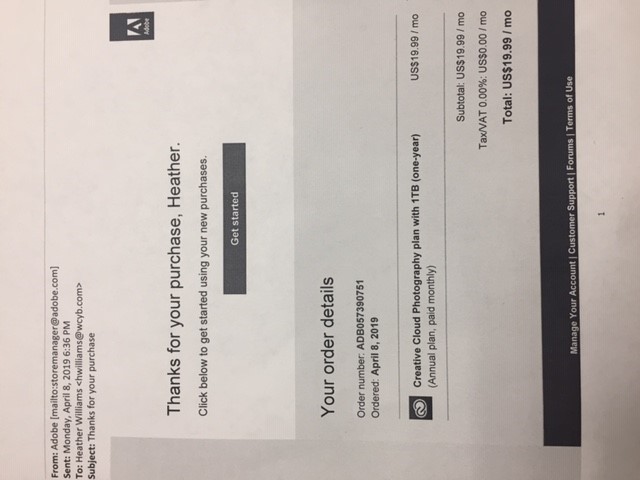 From: Adobe [mailto:storemanager@adobe.com]
Sent: Monday, April 8, 2019 6:36 PM
To: Heather Williams <hwilliams@wcyb.com>
Subject: Thanks for your purchase
Adobe
Thanks for your purchase, Heather.
Click below to get started using your new purchases.
Get started
Your order details
Order number: ADB057390751
Ordered: April 8, 2019
Creative Cloud Photography plan with 1TB (one-year) US$19.99 / mo
(Annual plan, paid monthly)
Subtotal: US$19.99 / mo
Tax/VAT 0.00%: US$0.00 / mo
Total: US$19.99 / mo
Manage Your Account | Customer Support | Forums | Terms of Use
1